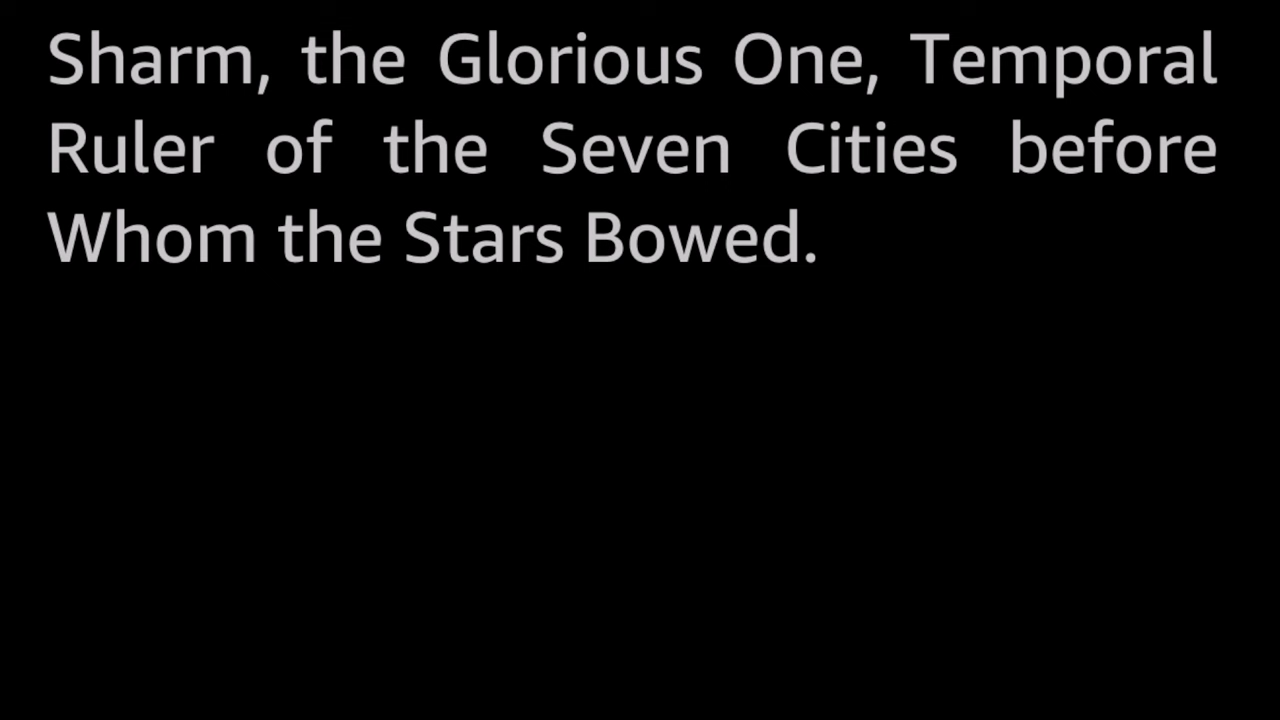 Sharm, the Glorious One, Temporal
Ruler of the Seven Cities before
Whom the Stars Bowed.